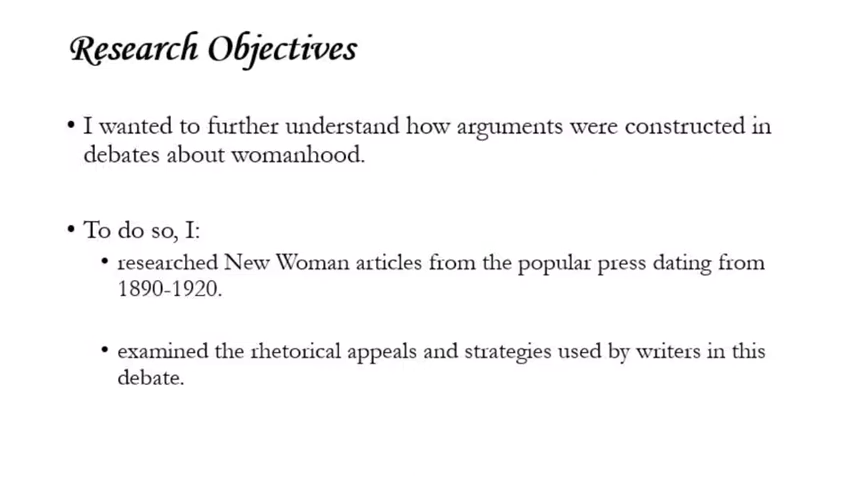 Research Objectives
• I wanted to further understand how arguments were constructed in
debates about womanhood.
• To do so, I:
• researched New Woman articles from the popular press dating from
1890-1920.
• examined the rhetorical appeals and strategies used by writers in this
debate.